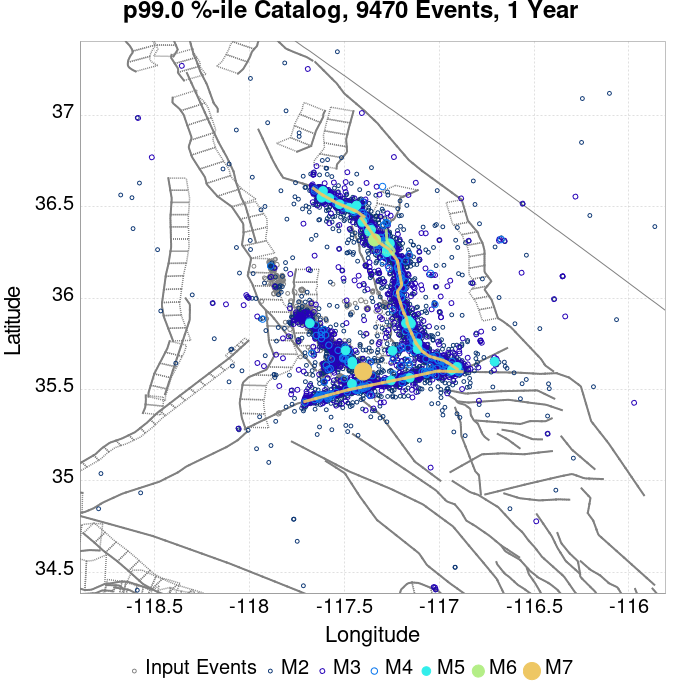 p99.0 %-ile Catalog, 9470 Events, 1 Year
37
36.5
36
35.5
35
34.5
Latitude
-118.5 -118 -117.5 -117 -116.5 -116
Longitude
Input Events M2 M3 M4 M5 M6 M7